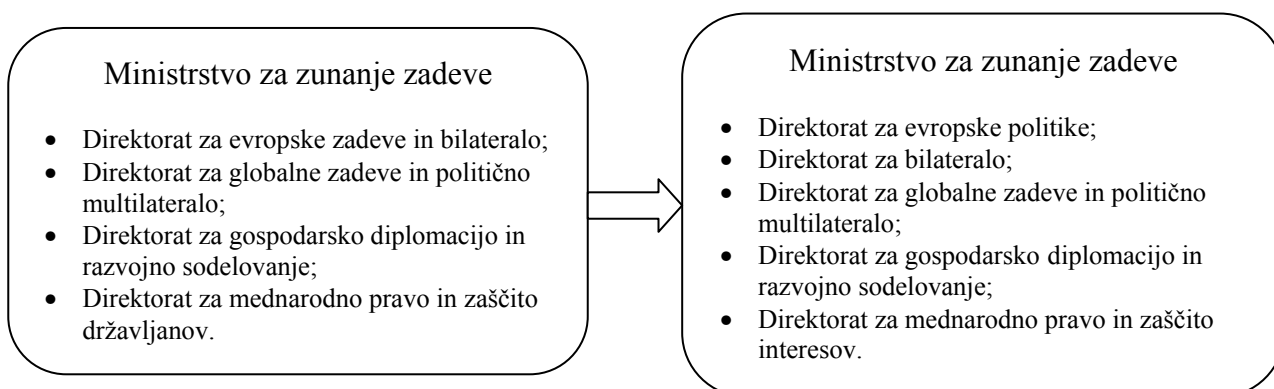 Ministrstvo za zunanje zadeve
• Direktorat za evropske zadeve in bilateralo;
• Direktorat za globalne zadeve in politično
multilateralo;
• Direktorat za gospodarsko diplomacijo in
razvojno sodelovanje;
• Direktorat za mednarodno pravo in zaščito
državljanov.
Ministrstvo za zunanje zadeve
• Direktorat za evropske politike;
• Direktorat za bilateralo;
• Direktorat za globalne zadeve in politično
multilateralo;
• Direktorat za gospodarsko diplomacijo in
razvojno sodelovanje;
• Direktorat za mednarodno pravo in zaščito
interesov.